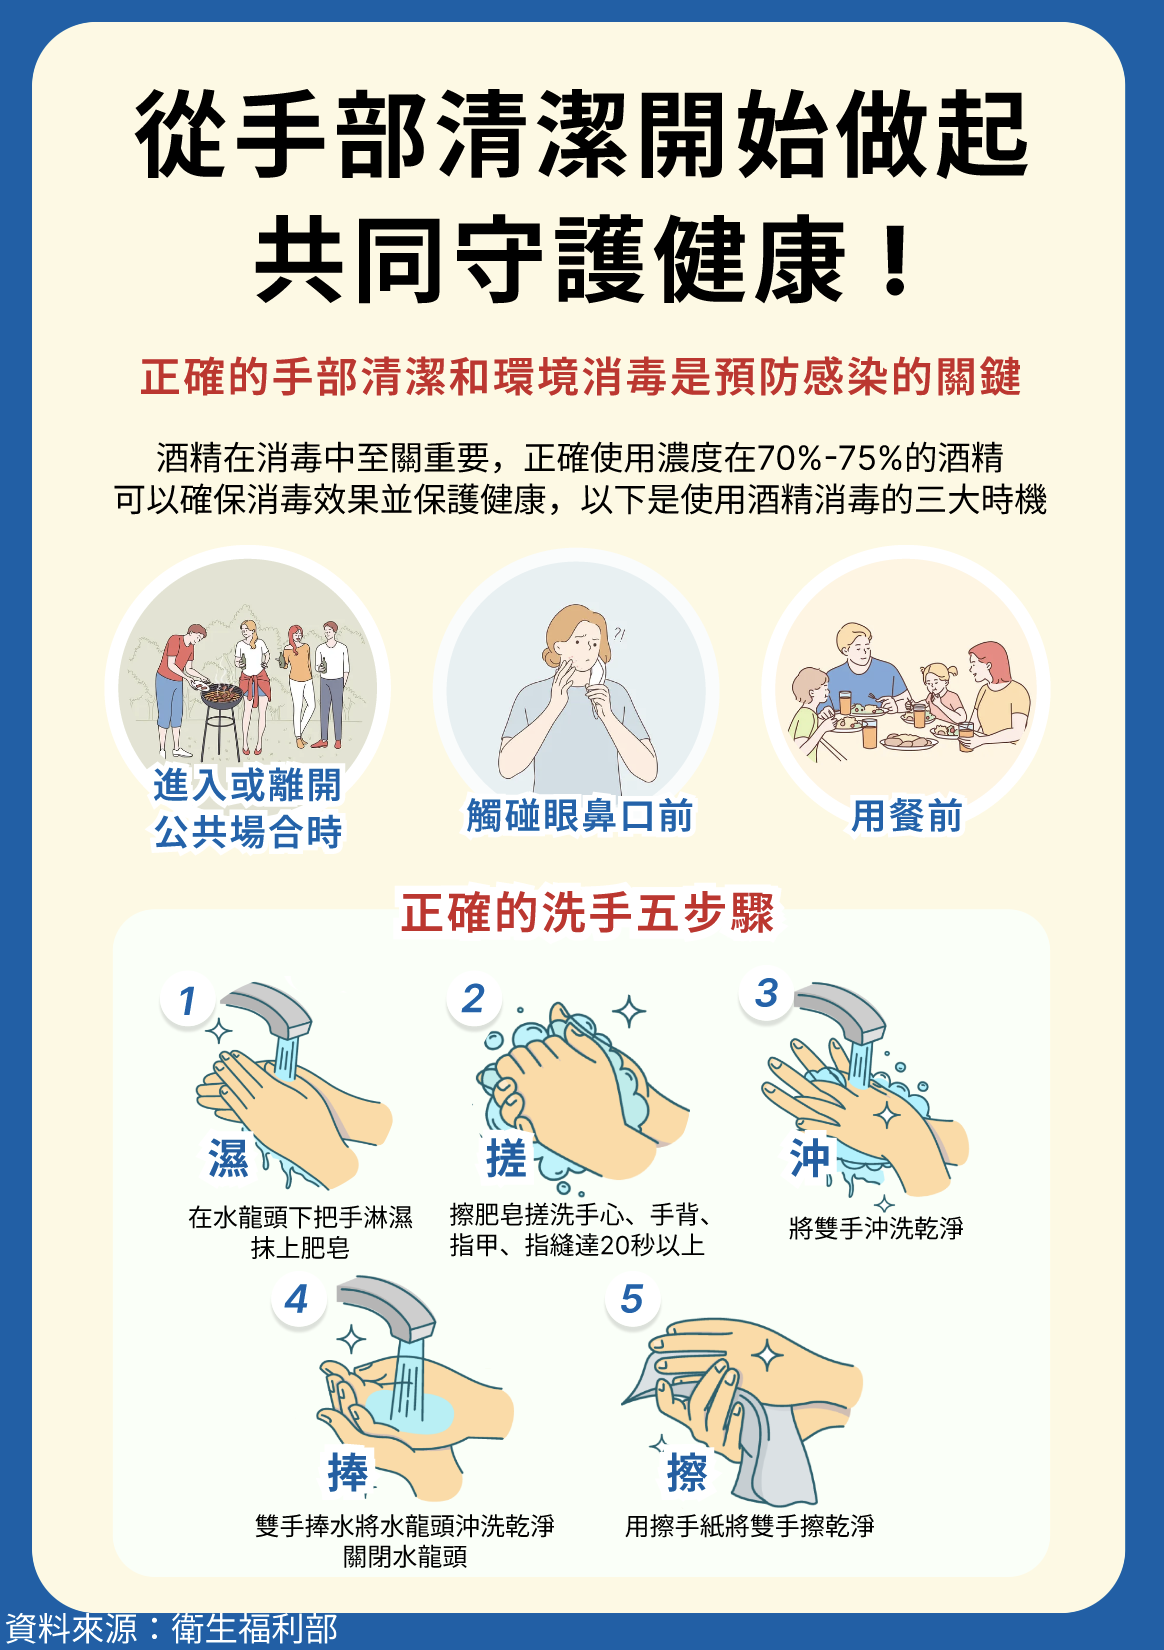 從手部清潔開始做起
共同守護健康！
正確的手部清潔和環境消毒是預防感染的關鍵
酒精在消毒中至關重要，正確使用濃度在70%-75%的酒精
可以確保消毒效果並保護健康，以下是使用酒精消毒的三大時機
?!
進入或離開
公共場合時
觸碰眼鼻口前
用餐前
正確的洗手五步驟
1
濕
在水龍頭下把手淋濕
抹上肥皂
2
搓
擦肥皂搓洗手心、手背、
指甲、指縫達20秒以上
3
沖
將雙手沖洗乾淨
4
捧
雙手捧水將水龍頭沖洗乾淨
關閉水龍頭
5
擦
用擦手紙將雙手擦乾淨
資料來源：衛生福利部